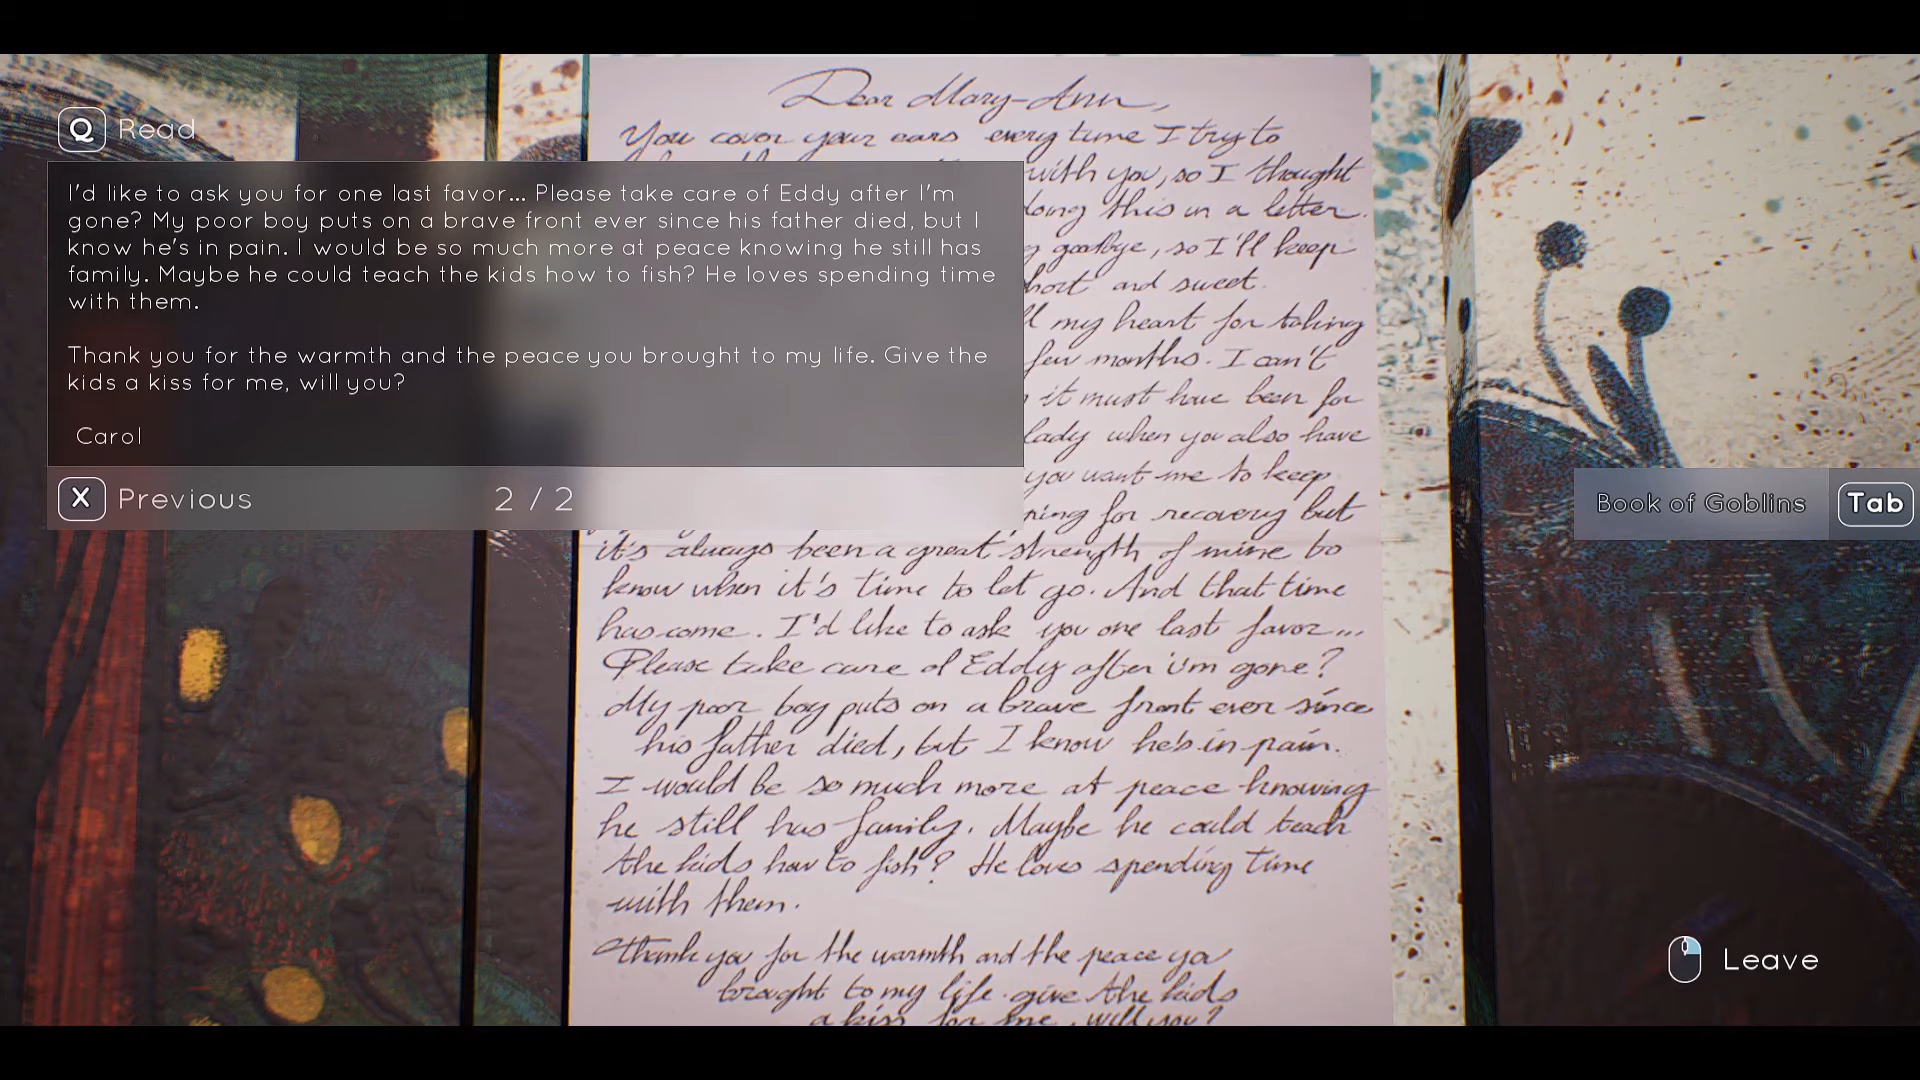 Q Read
I'd like to ask you for one last favor... Please take care of Eddy after I'm
gone? My poor boy puts on a brave front ever since his father died, but I
know he's in pain. I would be so much more at peace knowing he still has
family. Maybe he could teach the kids how to fish? He loves spending time
with them.
Thank you for the warmth and the peace you brought to my life. Give the
kids a kiss for me, will you?
Carol
X Previous
2 / 2
Dear Mary-Ann,
You cover your ears every time I try to
with you, so I thought
doing this in a letter.
goodbye, so I'll keep
short and sweet.
my heart for taking
few months. I can't
it must have been for
lady when you also have
you want me to keep
for recovery but
it's always been a great strength of mine to
know when it's time to let go. And that time
has come. I'd like to ask you one last favor...
Please take care of Eddy after i'm gone?
My poor boy puts on a brave front ever since
his father died, but I know he's in pain.
I would be so much more at peace knowing
he still has family. Maybe he could teach
the kids how to fish? He loves spending time
with them.
thank you for the warmth and the peace you
brought to my life. give the kids
a kiss for me, will you?
Book of Goblins Tab
Leave